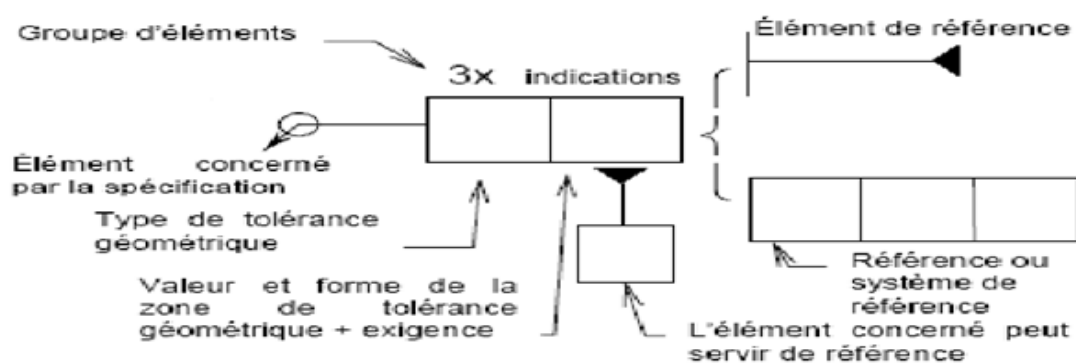 Groupe d'éléments
Élément de référence
3x indications
Élément concerné
par la spécification
Type de tolérance
géométrique
Valeur et forme de la
zone de tolérance
géométrique + exigence
Référence ou
système de
référence
L'élément concerné peut
servir de référence